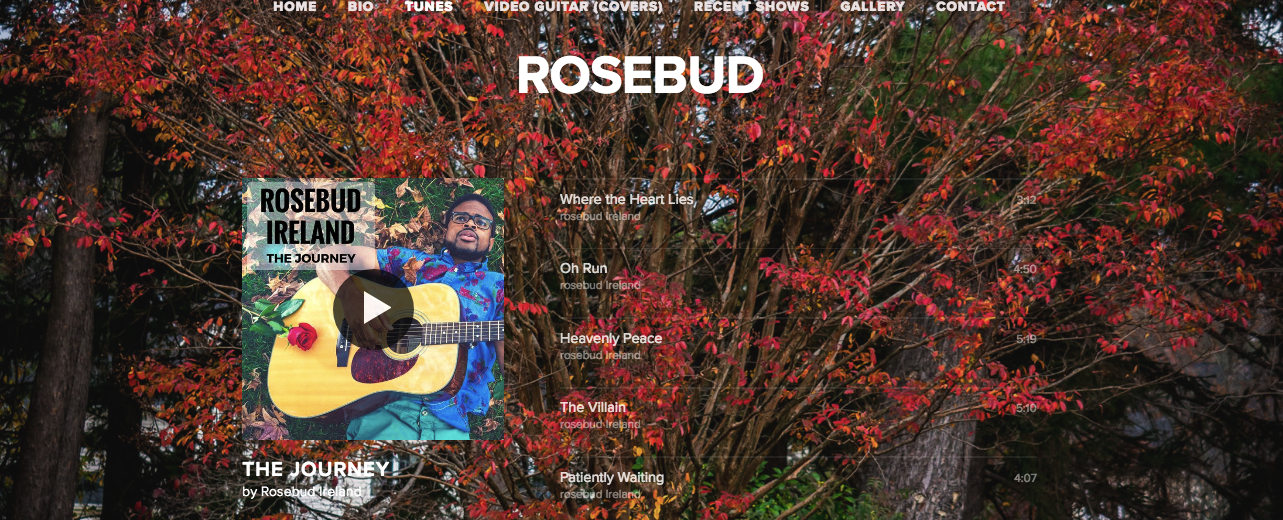 HOME BIO TUNES VIDEO GUITAR (COVERS) RECENT SHOWS GALLERY CONTACT
ROSEBUD
ROSEBUD
IRELAND
THE JOURNEY
THE JOURNEY
by Rosebud Ireland
Where the Heart Lies, 3:12
rosebud Ireland
Oh Run 4:50
rosebud Ireland
Heavenly Peace 5:19
rosebud Ireland
The Villain 5:10
rosebud Ireland
Patiently Waiting 4:07
rosebud Ireland